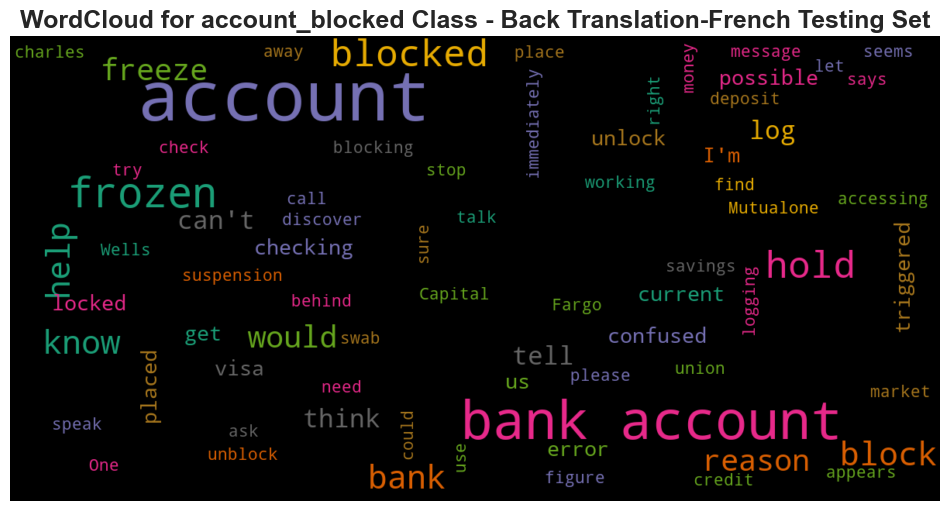 WordCloud for account_blocked Class - Back Translation-French Testing Set
charles
away
blocked
place
message
seems
freeze
let
possible
says
money
account
immediately
right
deposit
log
check
blocking
unlock
I'm
try
stop
working
find
frozen
call
accessing
can't
discover
talk
Mutualone
help
Wells
checking
sure
triggered
suspension
savings
hold
locked
behind
Capital
Fargo
current
logging
know
get
would
swab
confused
placed
visa
tell
us
please
union
need
market
speak
ask
think
could
bank account
One
unblock
bank
use
error
reason
block
figure
credit
appears